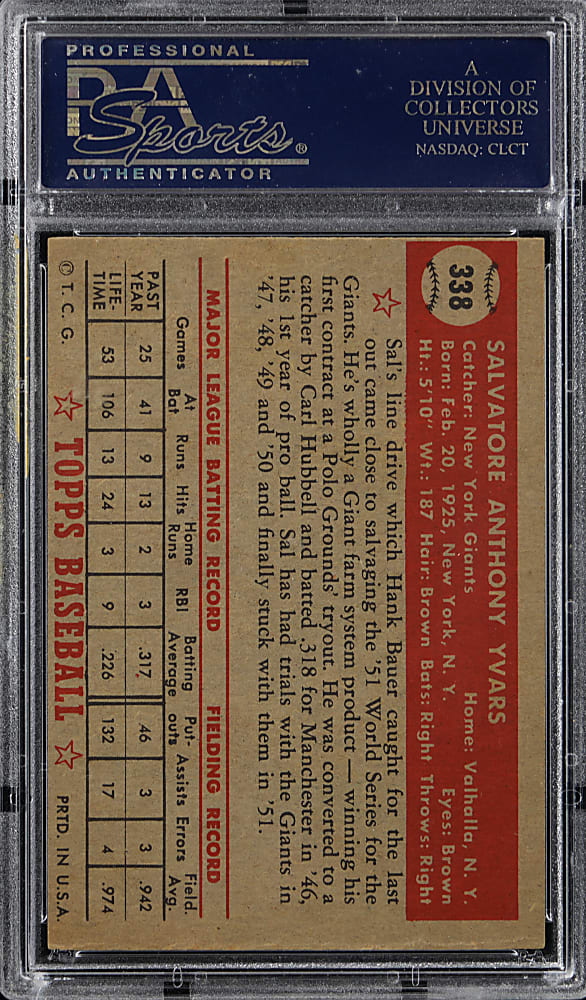 PROFESSIONAL
PSA
Sports®
AUTHENTICATOR
A
DIVISION OF
COLLECTORS
UNIVERSE
NASDAQ: CLCT
338
SALVATORE ANTHONY YVARS
Catcher: New York Giants Home: Valhalla, N. Y.
Born: Feb. 20, 1925, New York, N. Y. Eyes: Brown
Ht.: 5'10" Wt.: 187 Hair: Brown Bats: Right Throws: Right
Sal's line drive which Hank Bauer caught for the last
out came close to salvaging the '51 World Series for the
Giants. He's wholly a Giant farm system product — winning his
first contract at a Polo Grounds' tryout. He was converted to a
catcher by Carl Hubbell and batted .318 for Manchester in '46,
his 1st year of pro ball. Sal has had trials with the Giants in
'47, '48, '49 and '50 and finally stuck with them in '51.
MAJOR LEAGUE BATTING RECORD FIELDING RECORD
Games At Bat Runs Hits Home Runs RBI Batting Average Put-outs Assists Errors Field. Avg.
PAST YEAR 25 41 9 13 2 3 .317 46 3 3 .942
LIFE-TIME 53 106 13 24 3 9 .226 132 17 4 .974
© T. C. G. TOPPS BASEBALL PRTD. IN U.S.A.